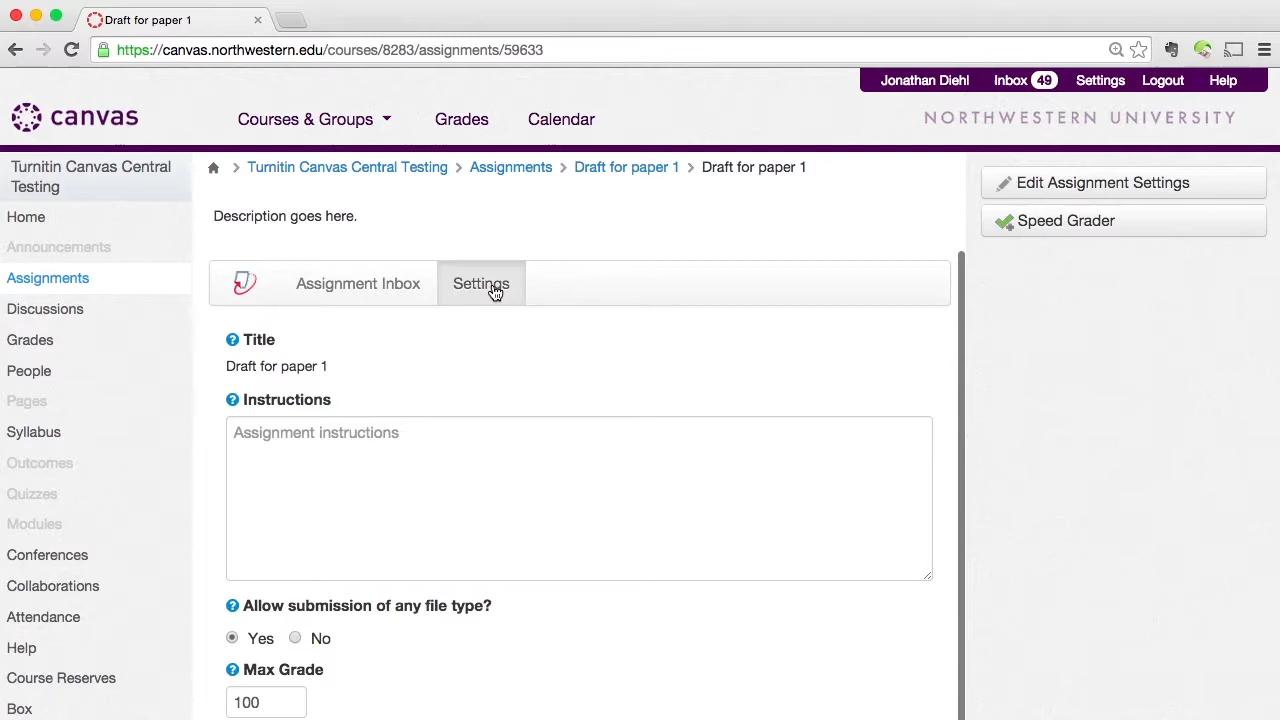 Draft for paper 1
https://canvas.northwestern.edu/courses/8283/assignments/59633
Jonathan Diehl Inbox 49 Settings Logout Help
canvas
Courses & Groups Grades Calendar
NORTHWESTERN UNIVERSITY
Turnitin Canvas Central
Testing
Home
Announcements
Assignments
Discussions
Grades
People
Pages
Syllabus
Outcomes
Quizzes
Modules
Conferences
Collaborations
Attendance
Help
Course Reserves
Box
Turnitin Canvas Central Testing > Assignments > Draft for paper 1 > Draft for paper 1
Description goes here.
Assignment Inbox Settings
Title
Draft for paper 1
Instructions
Assignment instructions
Allow submission of any file type?
Yes No
Max Grade
100
Edit Assignment Settings
Speed Grader